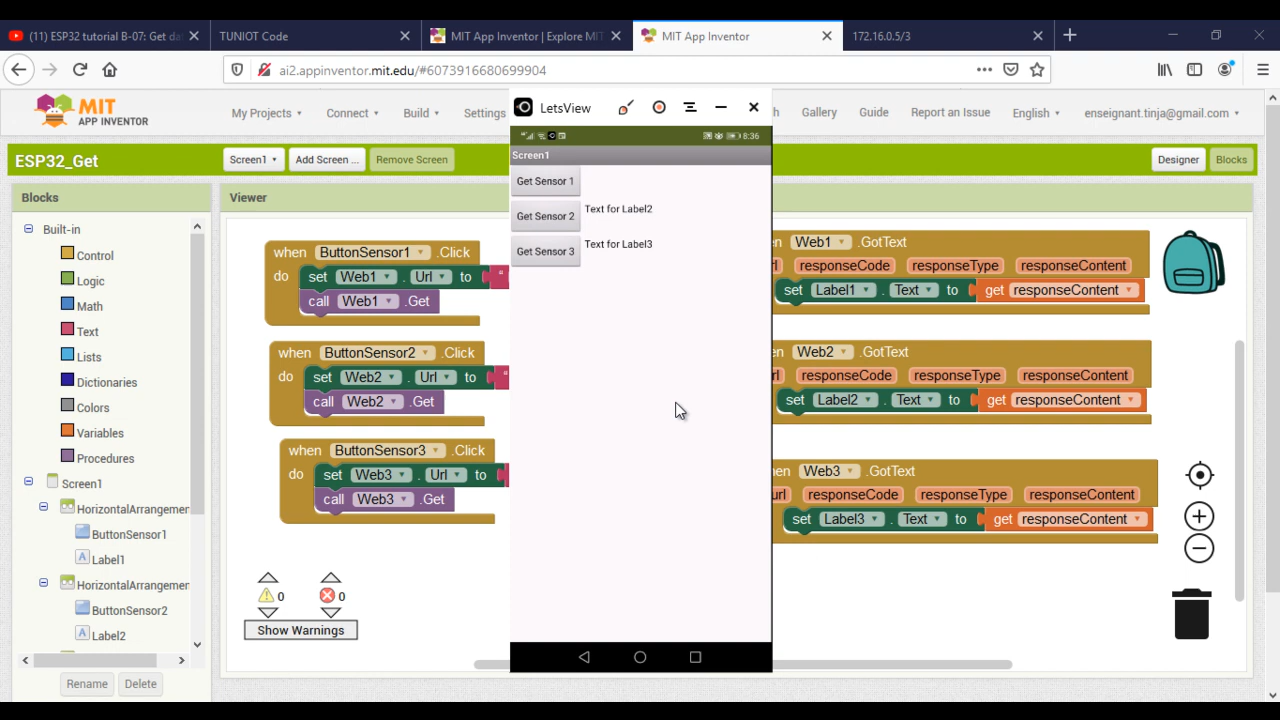 (11) ESP32 tutorial B-07: Get da
TUNIOT Code
MIT App Inventor | Explore MIT
MIT App Inventor
172.16.0.5/3
ai2.appinventor.mit.edu/#6073916680699904
MIT
APP INVENTOR
My Projects
Connect
Build
Settings
Gallery
Guide
Report an Issue
English
enseignant.tinja@gmail.com
LetsView
8:36
ESP32_Get
Screen1
Add Screen ...
Remove Screen
Designer
Blocks
Screen1
Get Sensor 1
Get Sensor 2
Text for Label2
Get Sensor 3
Text for Label3
Blocks
Built-in
Control
Logic
Math
Text
Lists
Dictionaries
Colors
Variables
Procedures
Screen1
HorizontalArrangemen
ButtonSensor1
A Label1
HorizontalArrangemen
ButtonSensor2
A Label2
Rename
Delete
Viewer
when ButtonSensor1 .Click
do set Web1 . Url to "
call Web1 .Get
when ButtonSensor2 .Click
do set Web2 . Url to "
call Web2 .Get
when ButtonSensor3 .Click
do set Web3 . Url to
call Web3 .Get
0
0
Show Warnings
Web1 .GotText
responseCode responseType responseContent
set Label1 . Text to get responseContent
Web2 .GotText
responseCode responseType responseContent
set Label2 . Text to get responseContent
Web3 .GotText
url responseCode responseType responseContent
set Label3 . Text to get responseContent